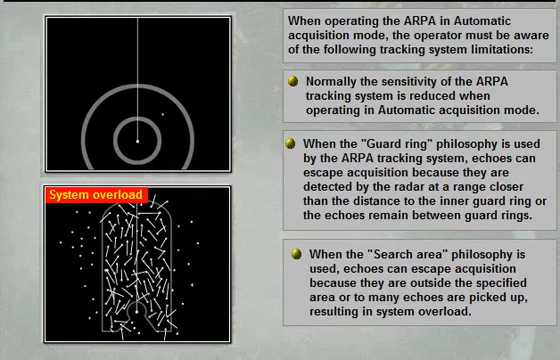 When operating the ARPA in Automatic
acquisition mode, the operator must be aware
of the following tracking system limitations:
Normally the sensitivity of the ARPA
tracking system is reduced when
operating in Automatic acquisition mode.
When the "Guard ring" philosophy is used
by the ARPA tracking system, echoes can
escape acquisition because they are
detected by the radar at a range closer
than the distance to the inner guard ring or
the echoes remain between guard rings.
System overload
When the "Search area" philosophy is
used, echoes can escape acquisition
because they are outside the specified
area or to many echoes are picked up,
resulting in system overload.